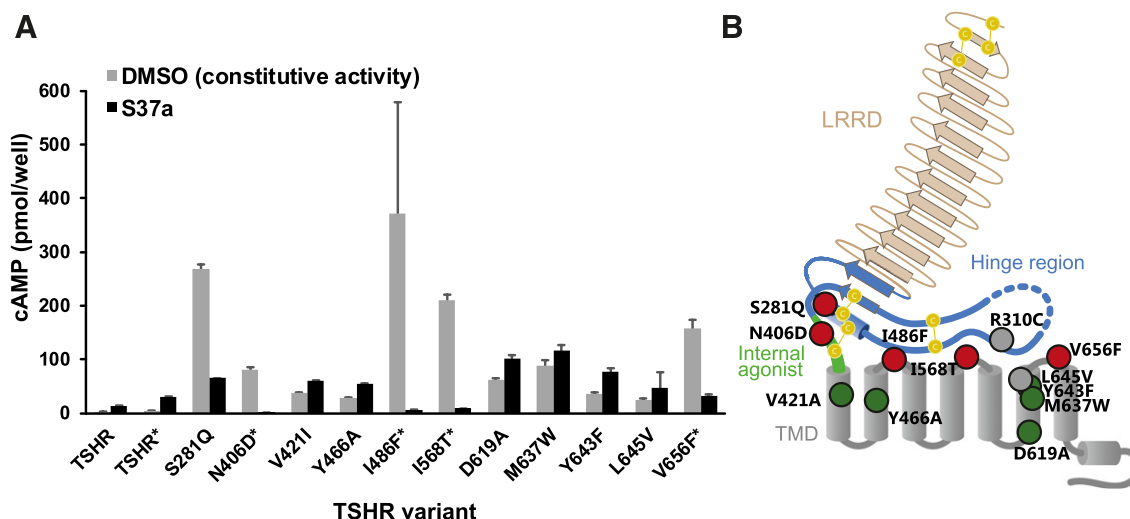 A
DMSO (constitutive activity)
S37a
cAMP (pmol/well)
600
500
400
300
200
100
0
TSHR
TSHR*
S281Q
N406D*
V421I
Y466A
I486F*
I568T*
D619A
M637W
Y643F
L645V
V656F*
TSHR variant
B
C
C
C
C
LRRD
Hinge region
S281Q
C
C
C
C
C
C
R310C
N406D
I486F
Internal
agonist
I568T
V656F
L645V
Y643F
M637W
V421A
Y466A
TMD
D619A